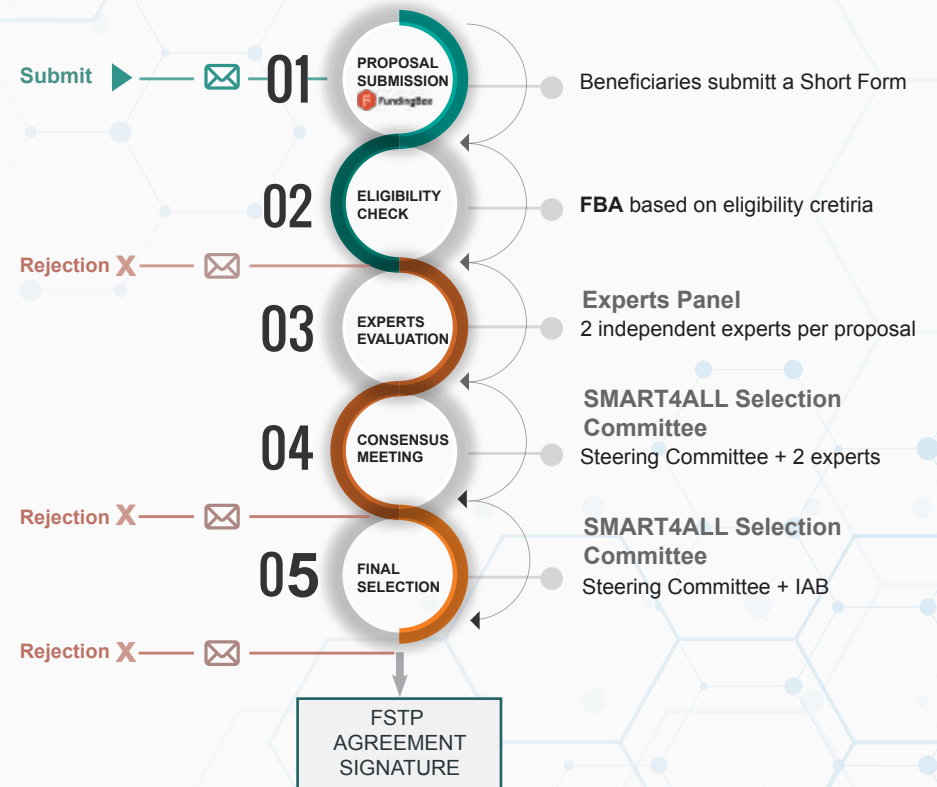 Submit
01
PROPOSAL
SUBMISSION
FundingBox
Beneficiaries submitt a Short Form
02
ELIGIBILITY
CHECK
FBA based on eligibility cretiria
Rejection X
03
EXPERTS
EVALUATION
Experts Panel
2 independent experts per proposal
04
CONSENSUS
MEETING
SMART4ALL Selection
Committee
Steering Committee + 2 experts
Rejection X
05
FINAL
SELECTION
SMART4ALL Selection
Committee
Steering Committee + IAB
Rejection X
FSTP
AGREEMENT
SIGNATURE